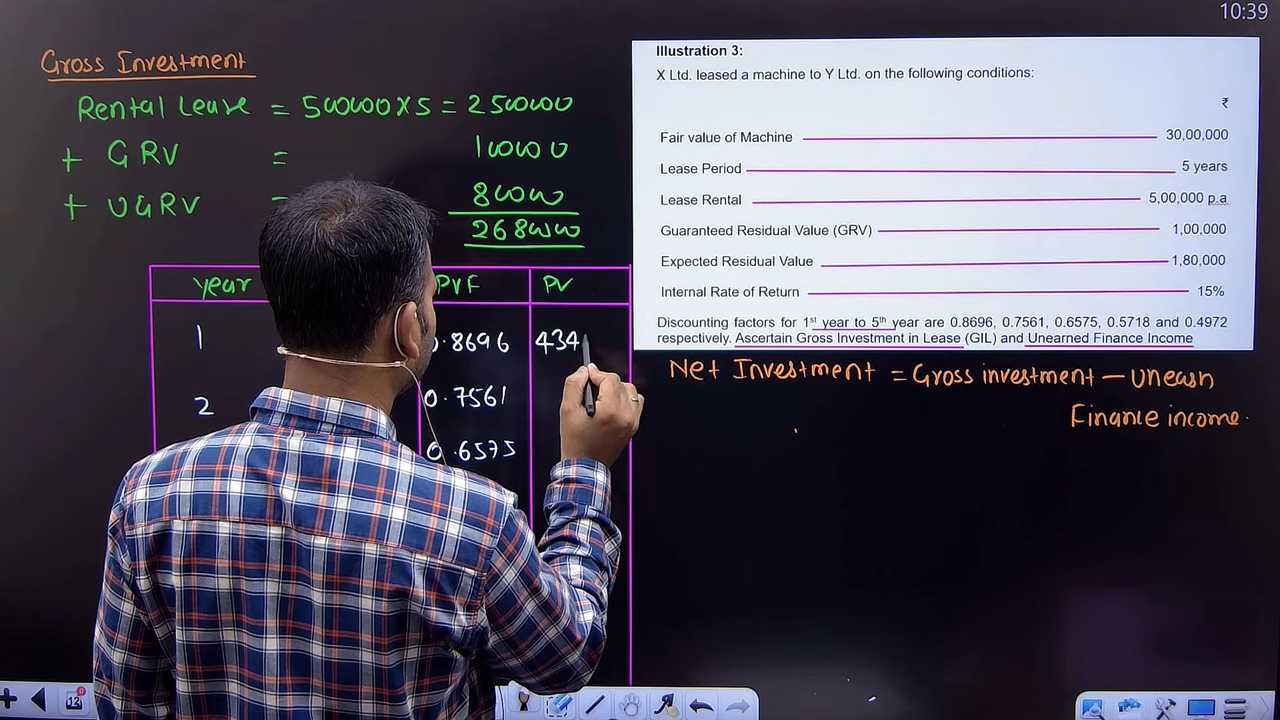 10:39
Gross Investment
Rental Lease = 500000 X 5 = 2500000
+ GRV = 100000
+ UGRV = 80000
2680000
year PVF PV
1 0.8696 434
2 0.7561
0.6575
Illustration 3:
X Ltd. leased a machine to Y Ltd. on the following conditions:
₹
Fair value of Machine 30,00,000
Lease Period 5 years
Lease Rental 5,00,000 p.a
Guaranteed Residual Value (GRV) 1,00,000
Expected Residual Value 1,80,000
Internal Rate of Return 15%
Discounting factors for 1st year to 5th year are 0.8696, 0.7561, 0.6575, 0.5718 and 0.4972
respectively. Ascertain Gross Investment in Lease (GIL) and Unearned Finance Income
Net Investment = Gross investment –
Finance income.
12